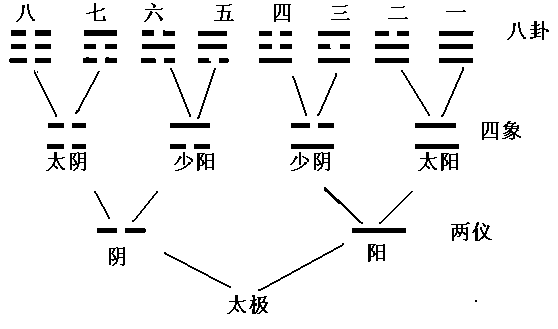 八 七 六 五 四 三 二 一
八卦
四象
太阴 少阳 少阴 太阳
两仪
阴 阳
太极